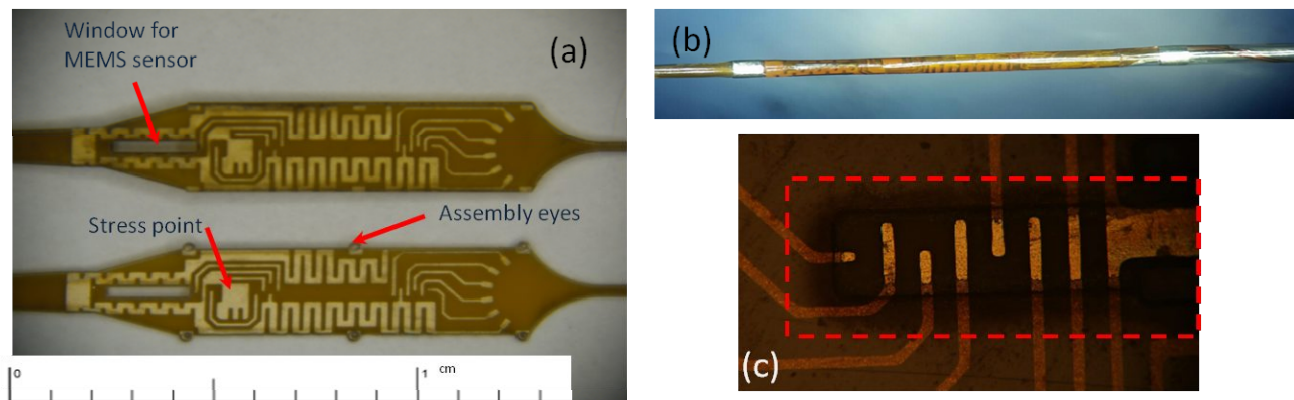 Window for
MEMS sensor
(a)
Stress point
Assembly eyes
0
1 cm
(b)
(c)